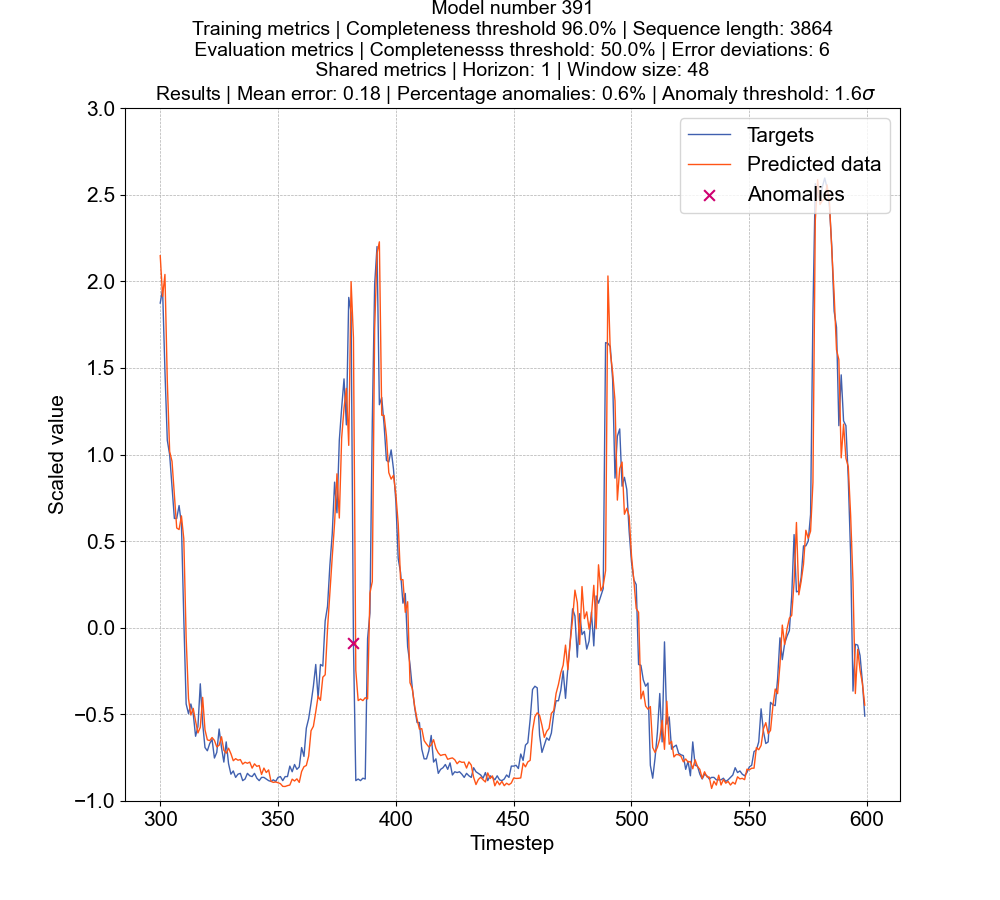 Model number 391
Training metrics | Completeness threshold 96.0% | Sequence length: 3864
Evaluation metrics | Completenesss threshold: 50.0% | Error deviations: 6
Shared metrics | Horizon: 1 | Window size: 48
Results | Mean error: 0.18 | Percentage anomalies: 0.6% | Anomaly threshold: 1.6σ
3.0
2.5
2.0
1.5
1.0
0.5
0.0
−0.5
−1.0
Scaled value
Targets
Predicted data
Anomalies
300 350 400 450 500 550 600
Timestep